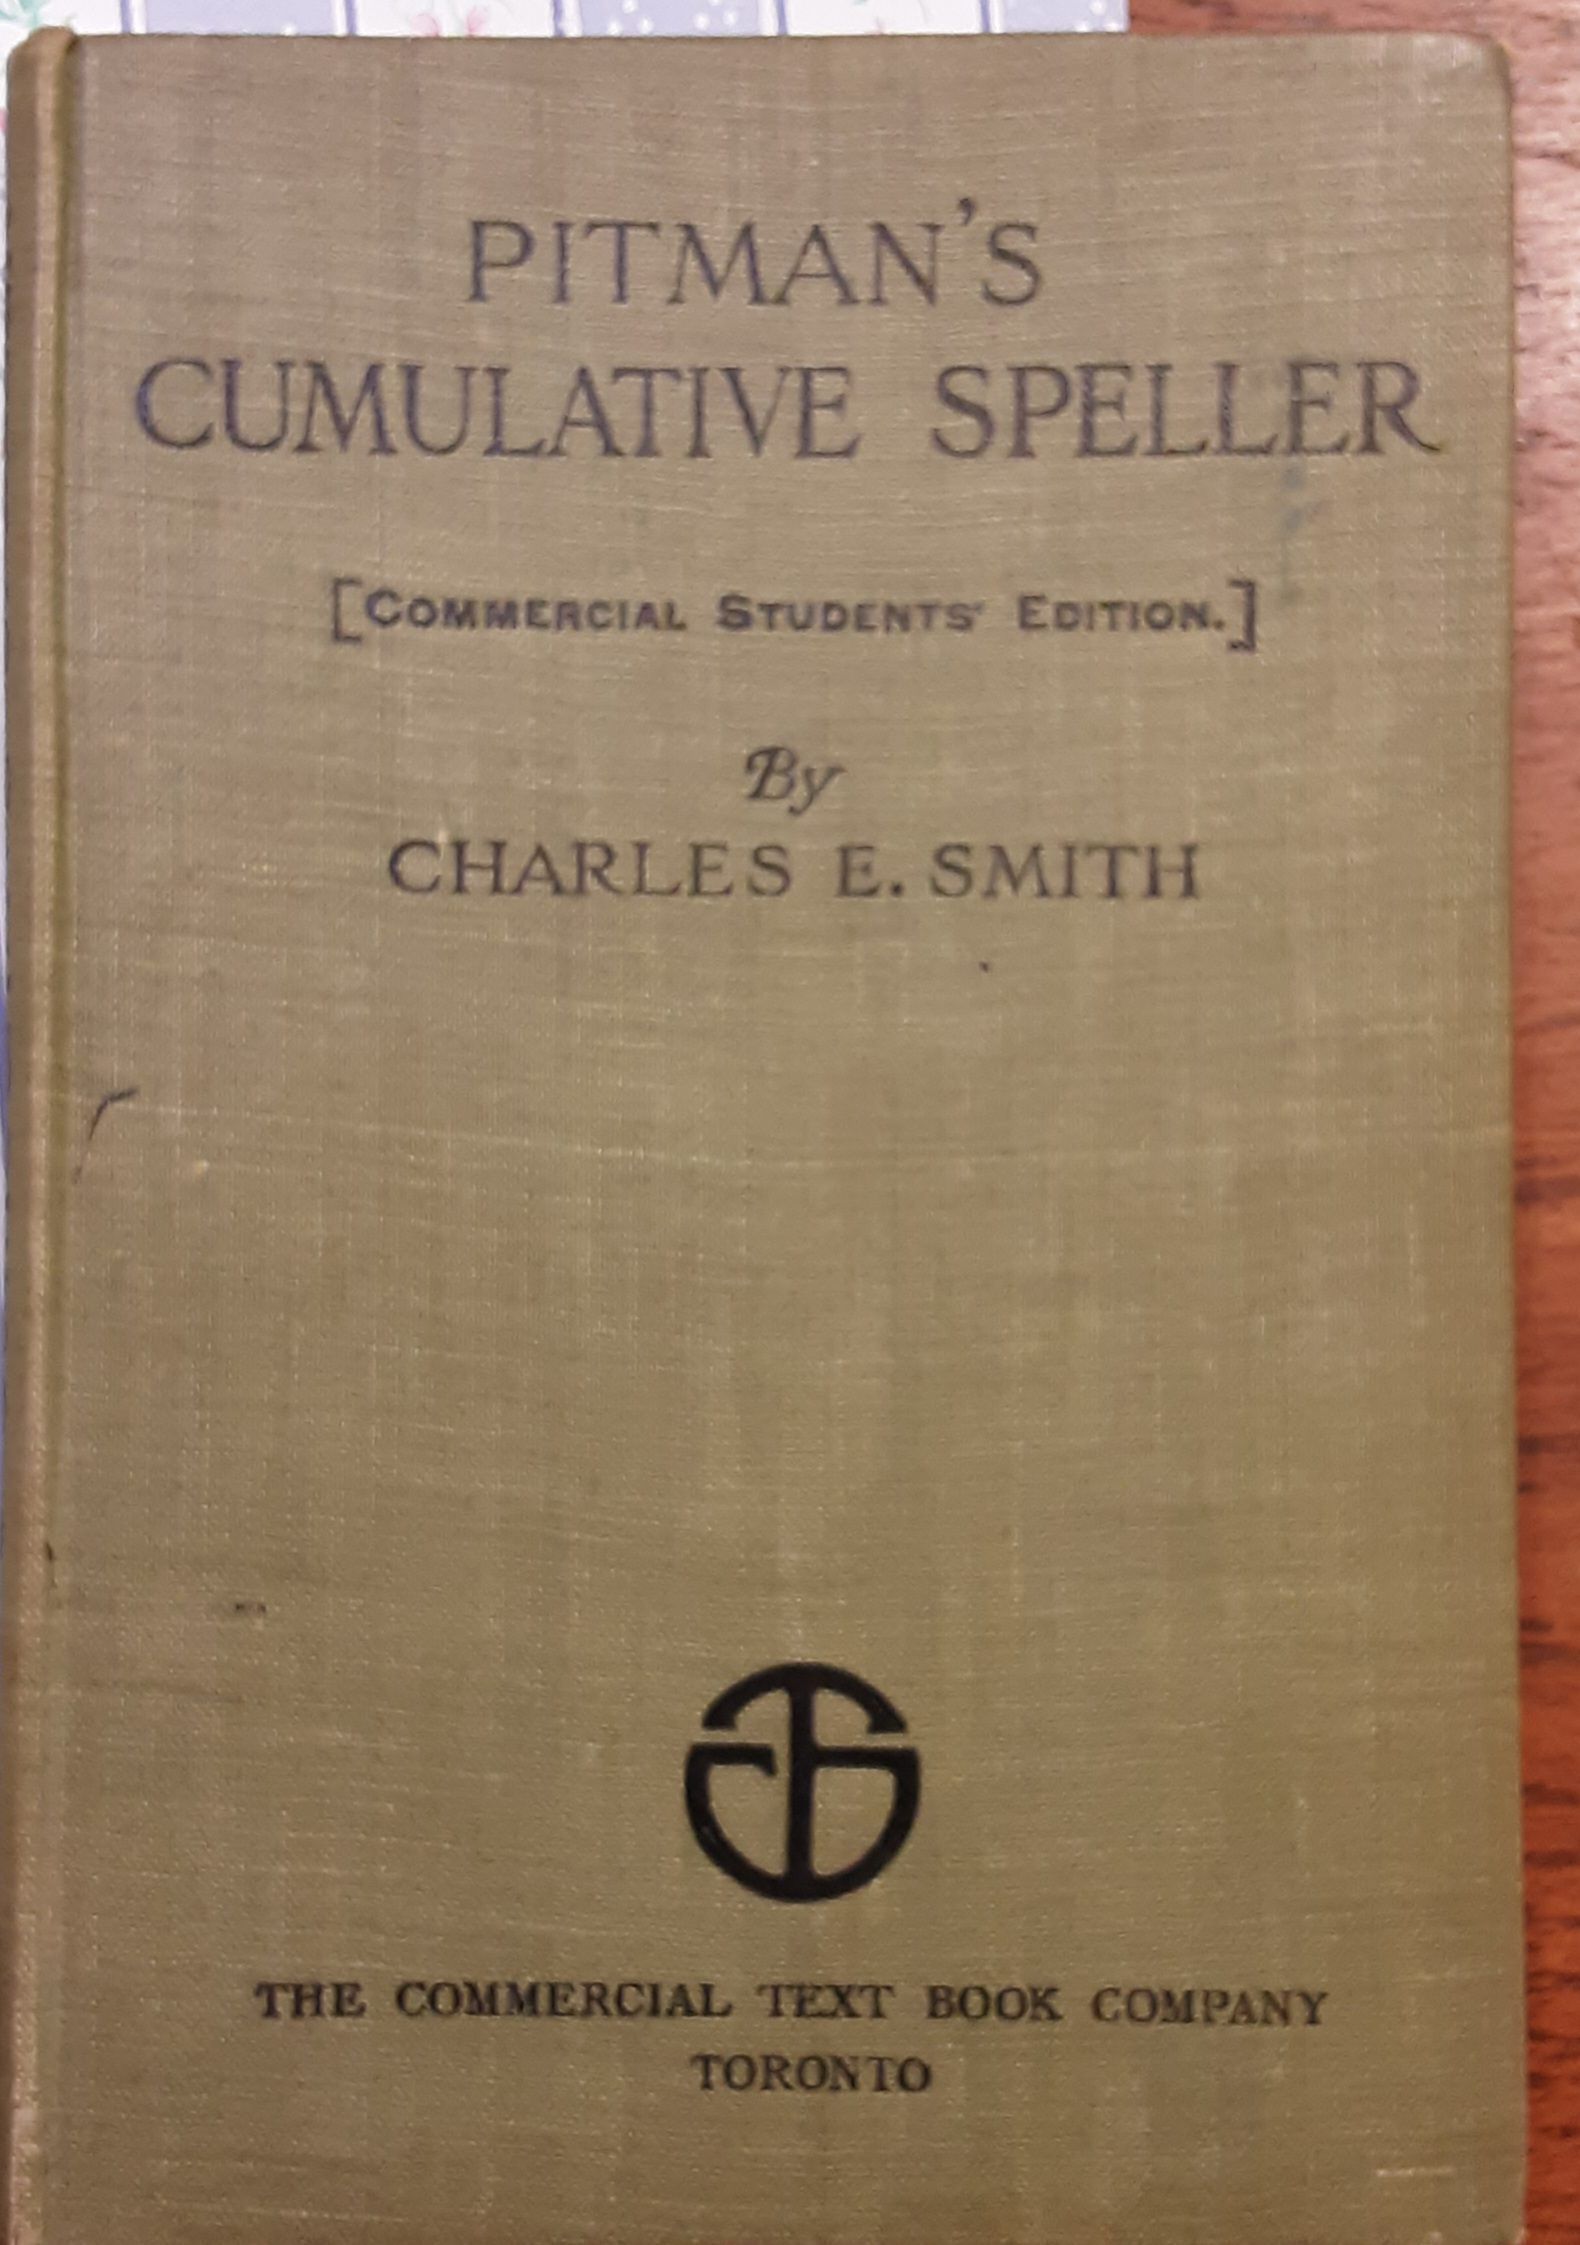 PITMAN'S
CUMULATIVE SPELLER
[COMMERCIAL STUDENTS' EDITION.]
By
CHARLES E. SMITH
THE COMMERCIAL TEXT BOOK COMPANY
TORONTO